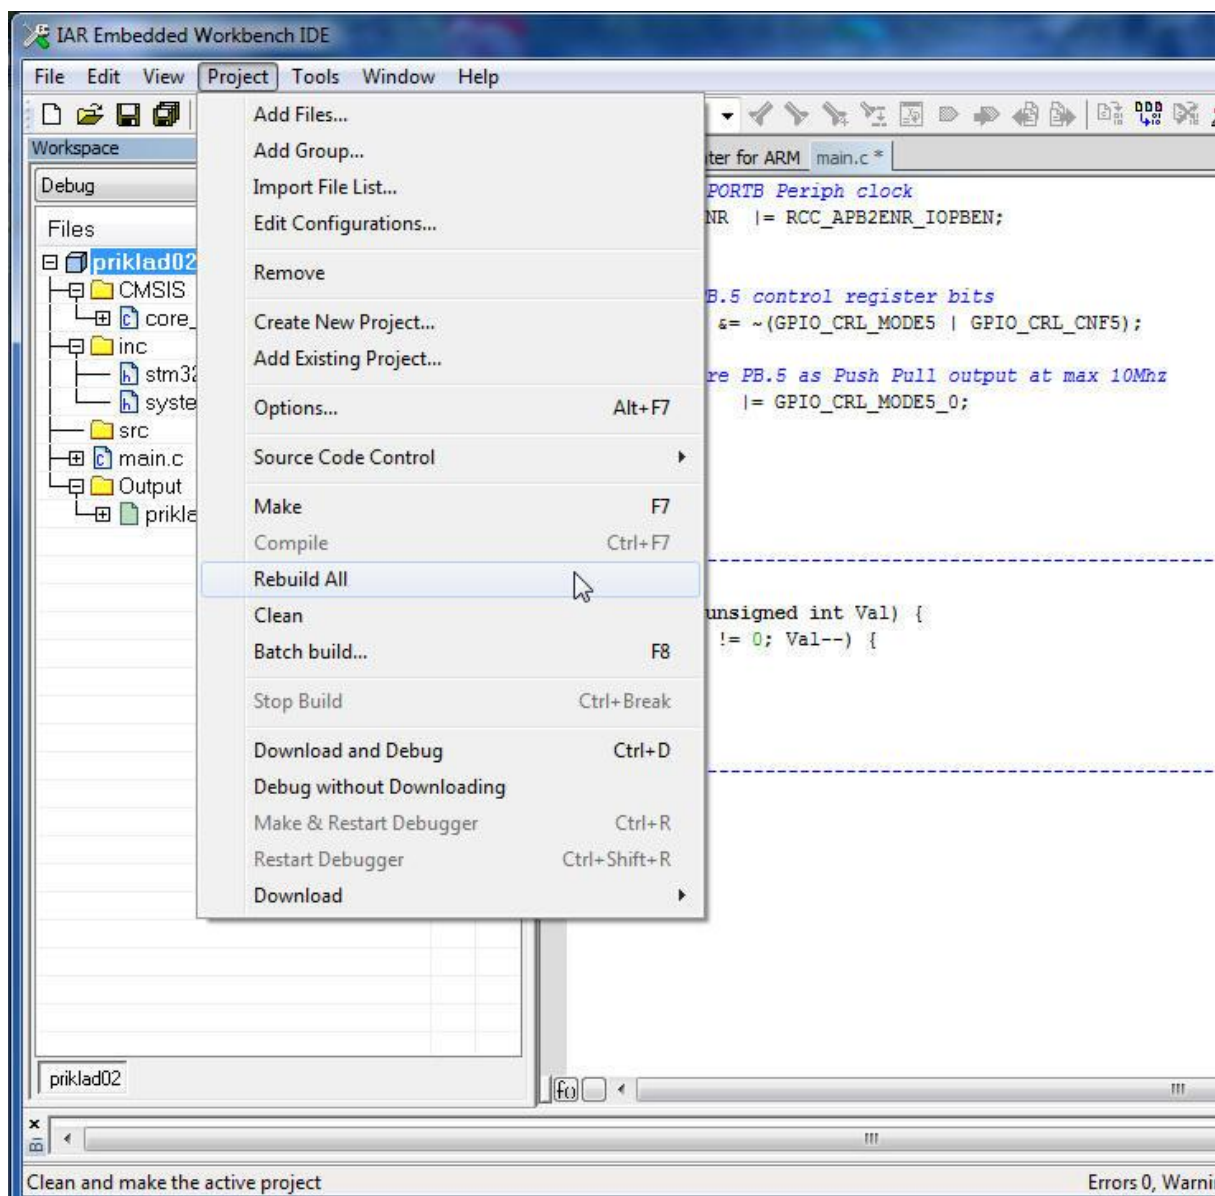 IAR Embedded Workbench IDE
File Edit View Project Tools Window Help
Workspace
Debug
Files
priklad02
CMSIS
core_
inc
stm32
syste
src
main.c
Output
prikla
priklad02
Add Files...
Add Group...
Import File List...
Edit Configurations...
Remove
Create New Project...
Add Existing Project...
Options... Alt+F7
Source Code Control
Make F7
Compile Ctrl+F7
Rebuild All
Clean
Batch build... F8
Stop Build Ctrl+Break
Download and Debug Ctrl+D
Debug without Downloading
Make & Restart Debugger Ctrl+R
Restart Debugger Ctrl+Shift+R
Download
ter for ARM main.c *
PORTB Periph clock
NR |= RCC_APB2ENR_IOPBEN;
B.5 control register bits
&= ~(GPIO_CRL_MODE5 | GPIO_CRL_CNF5);
re PB.5 as Push Pull output at max 10Mhz
|= GPIO_CRL_MODE5_0;
unsigned int Val) {
!= 0; Val--) {
Clean and make the active project
Errors 0, Warni